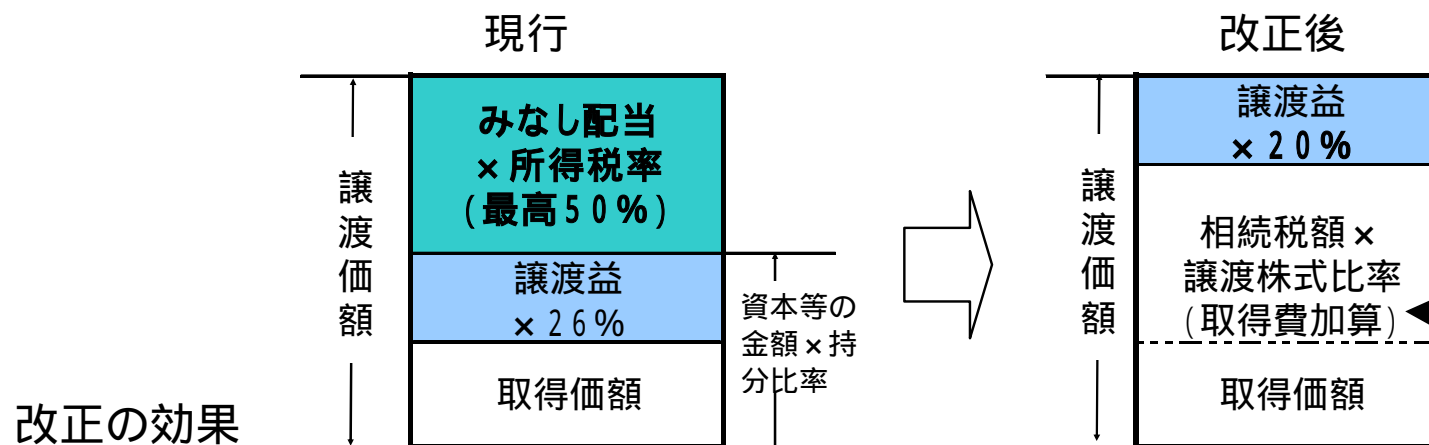 現行
譲渡価額
みなし配当
×所得税率
(最高50%)
譲渡益
×26%
取得価額
資本等の
金額×持
分比率
改正後
譲渡価額
譲渡益
×20%
相続税額×
譲渡株式比率
(取得費加算)
取得価額
改正の効果